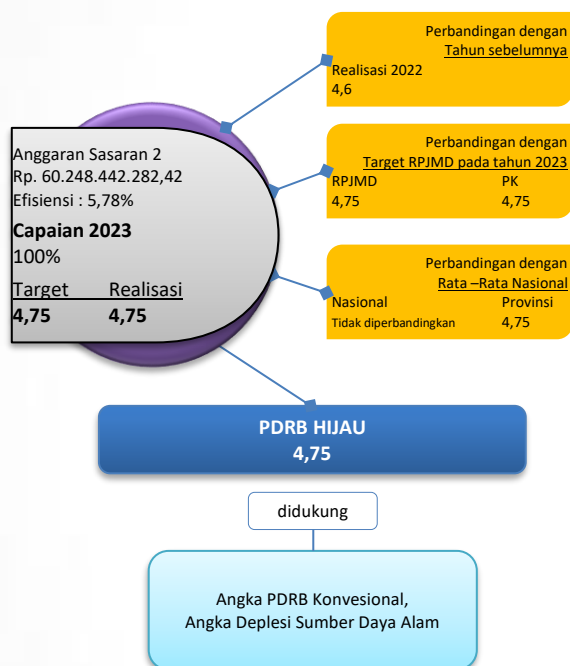 Perbandingan dengan
Tahun sebelumnya
Realisasi 2022
4,6
Anggaran Sasaran 2
Rp. 60.248.442.282,42
Efisiensi : 5,78%
Capaian 2023
100%
Target Realisasi
4,75 4,75
Perbandingan dengan
Target RPJMD pada tahun 2023
RPJMD PK
4,75 4,75
Perbandingan dengan
Rata –Rata Nasional
Nasional Provinsi
Tidak diperbandingkan 4,75
PDRB HIJAU
4,75
didukung
Angka PDRB Konvesional,
Angka Deplesi Sumber Daya Alam